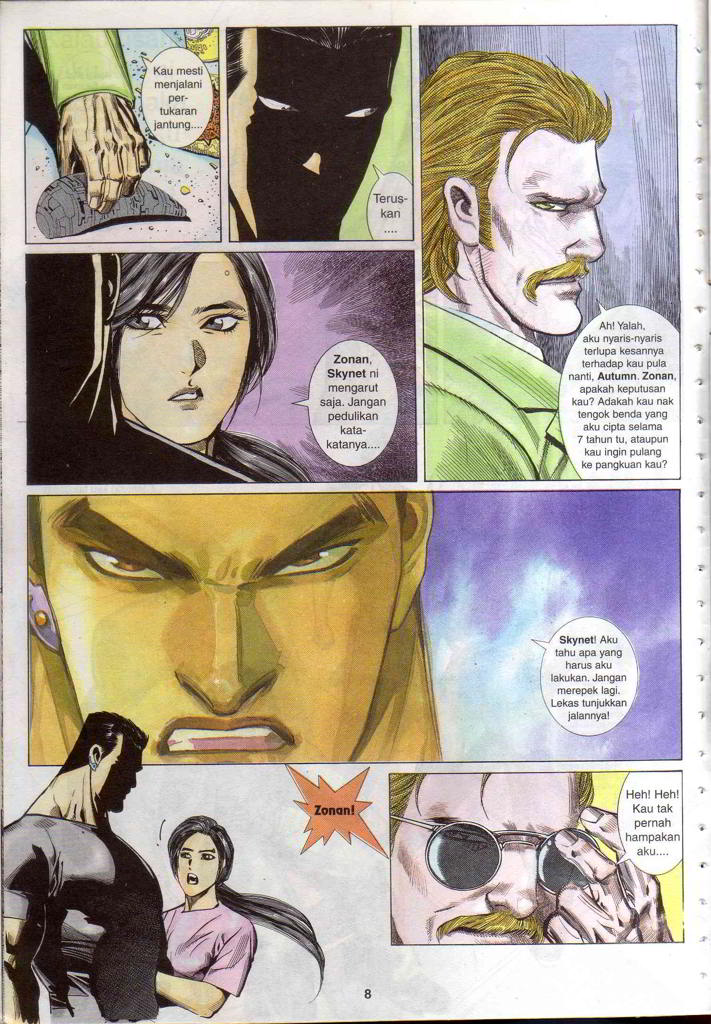 Kau mesti
menjalani
per-
tukaran
jantung....
Terus-
kan
....
Ah! Yalah,
aku nyaris-nyaris
terlupa kesannya
terhadap kau pula
nanti, Autumn. Zonan,
apakah keputusan
kau? Adakah kau nak
tengok benda yang
aku cipta selama
7 tahun tu, ataupun
kau ingin pulang
ke pangkuan kau?
Zonan,
Skynet ni
mengarut
saja. Jangan
pedulikan
kata-
katanya....
Skynet! Aku
tahu apa yang
harus aku
lakukan. Jangan
merepek lagi.
Lekas tunjukkan
jalannya!
Zonan!
Heh! Heh!
Kau tak
pernah
hampakan
aku....
8